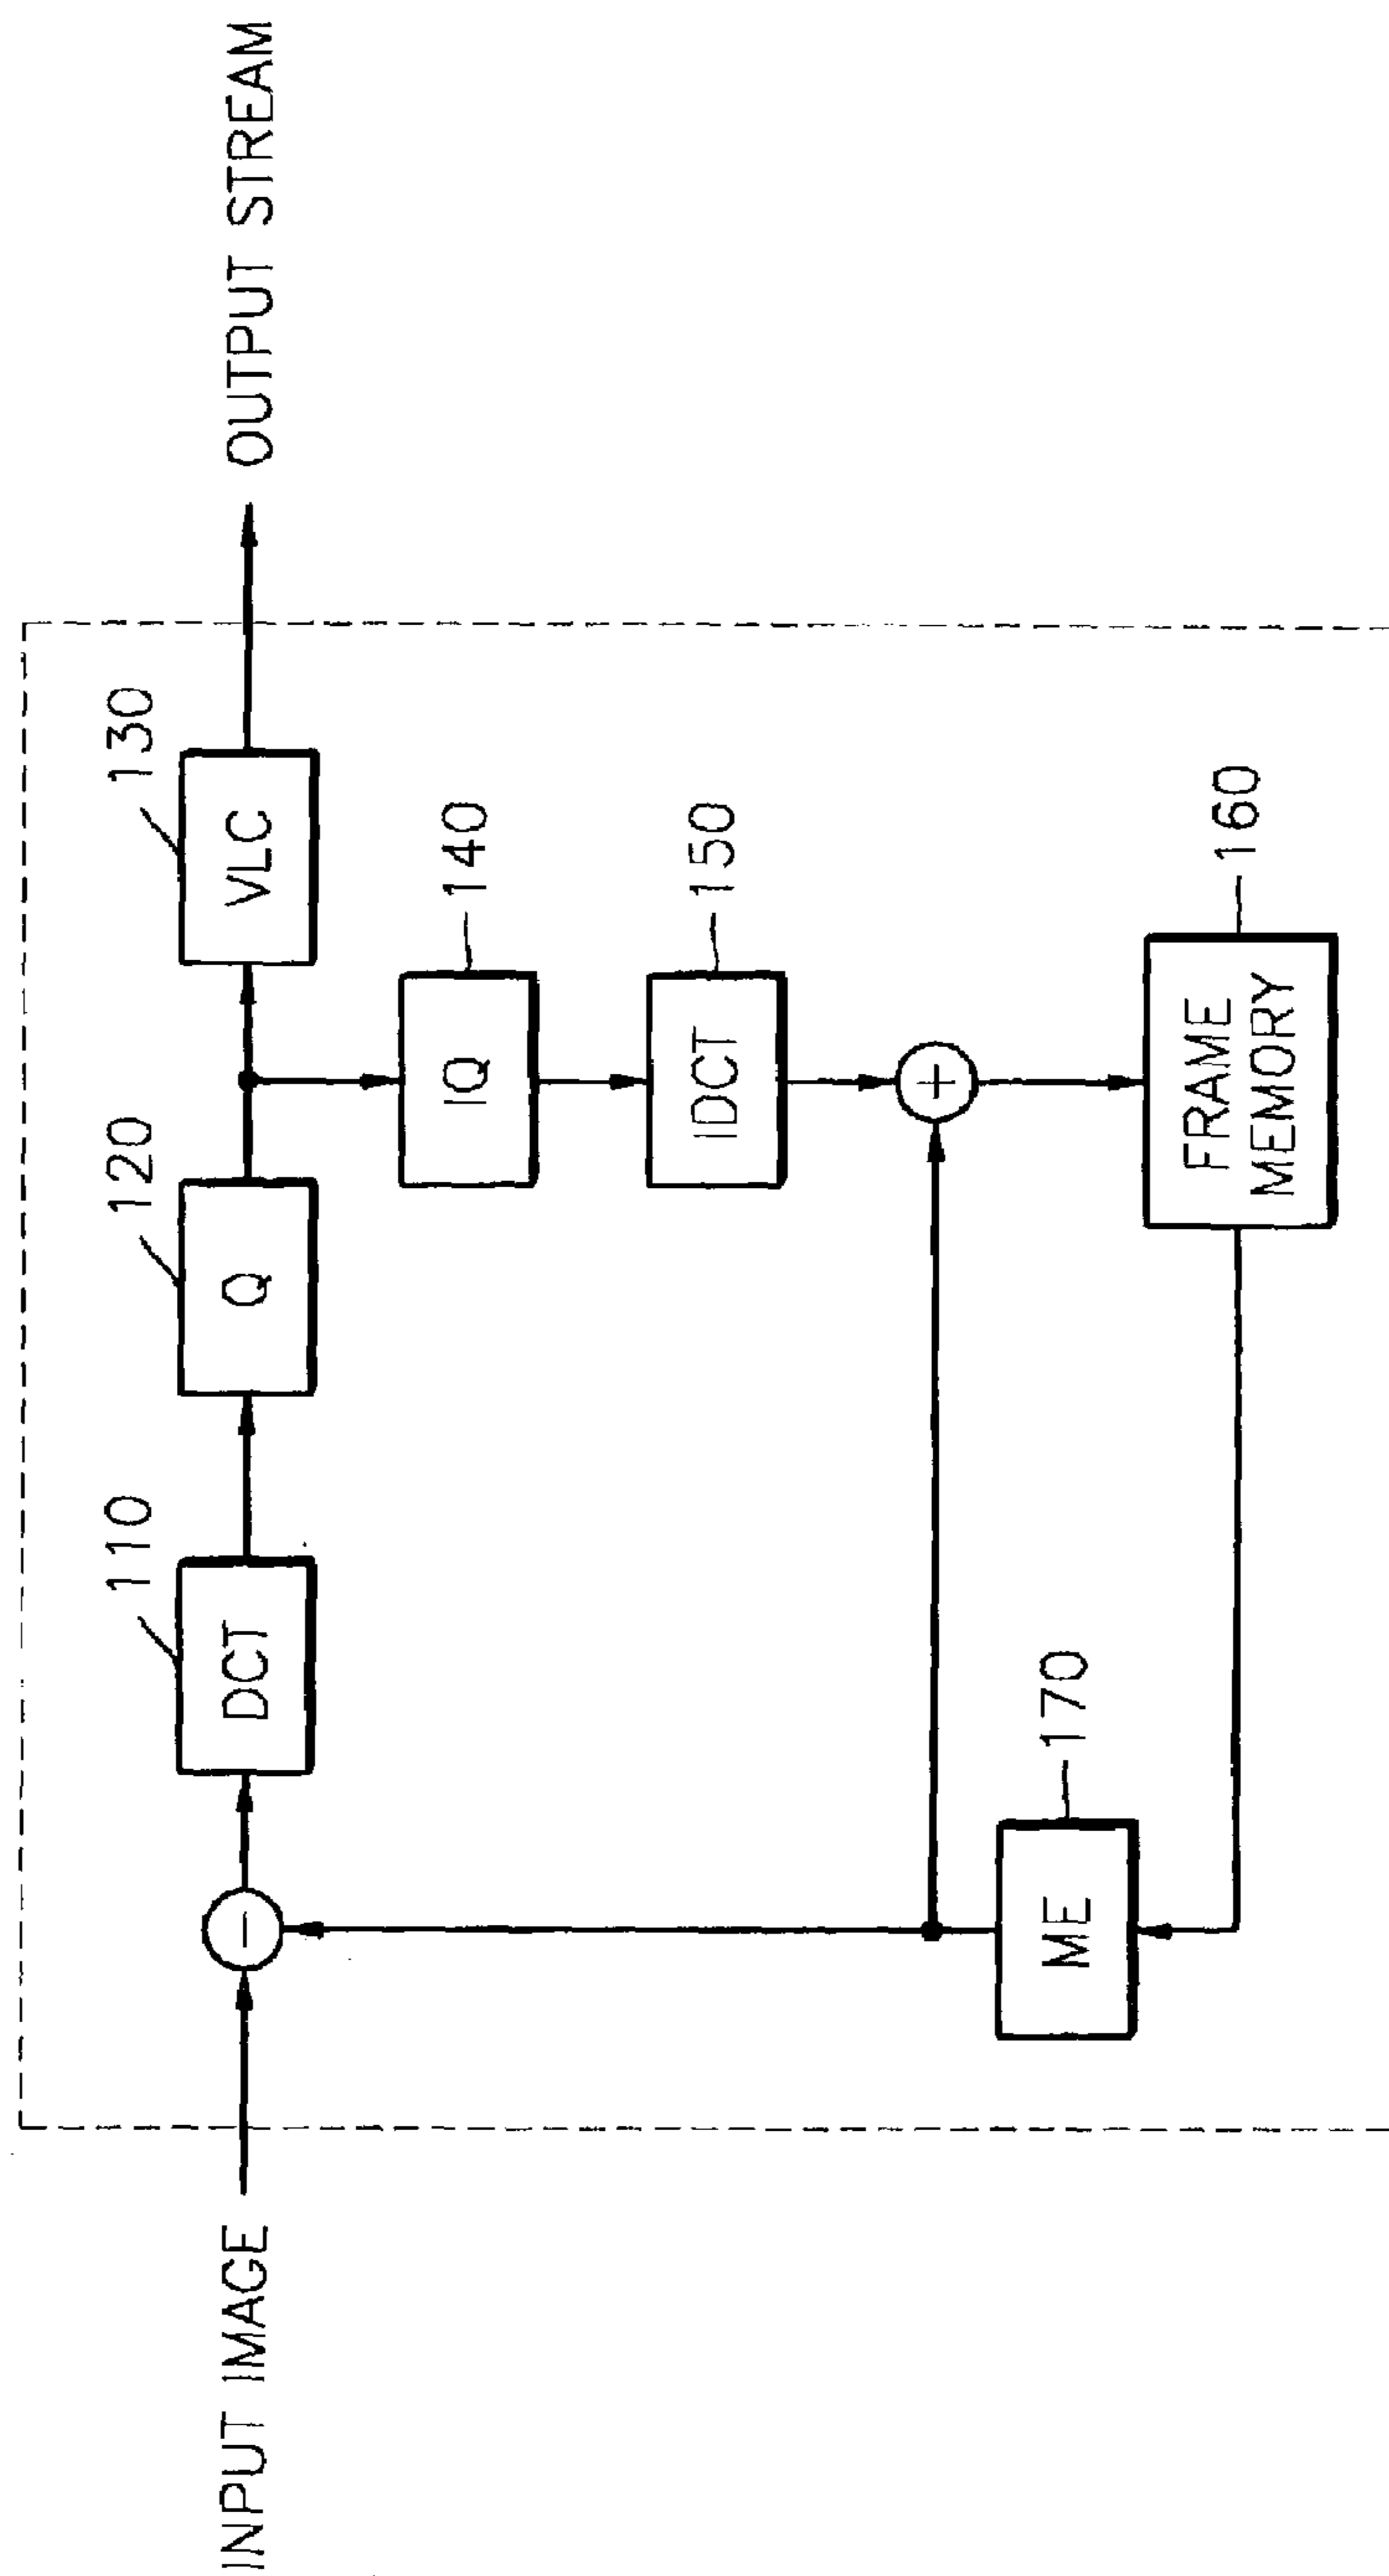 INPUT IMAGE
DCT
110
Q
120
VLC
130
OUTPUT STREAM
IQ
140
IDCT
150
-
+
FRAME
MEMORY
160
ME
170